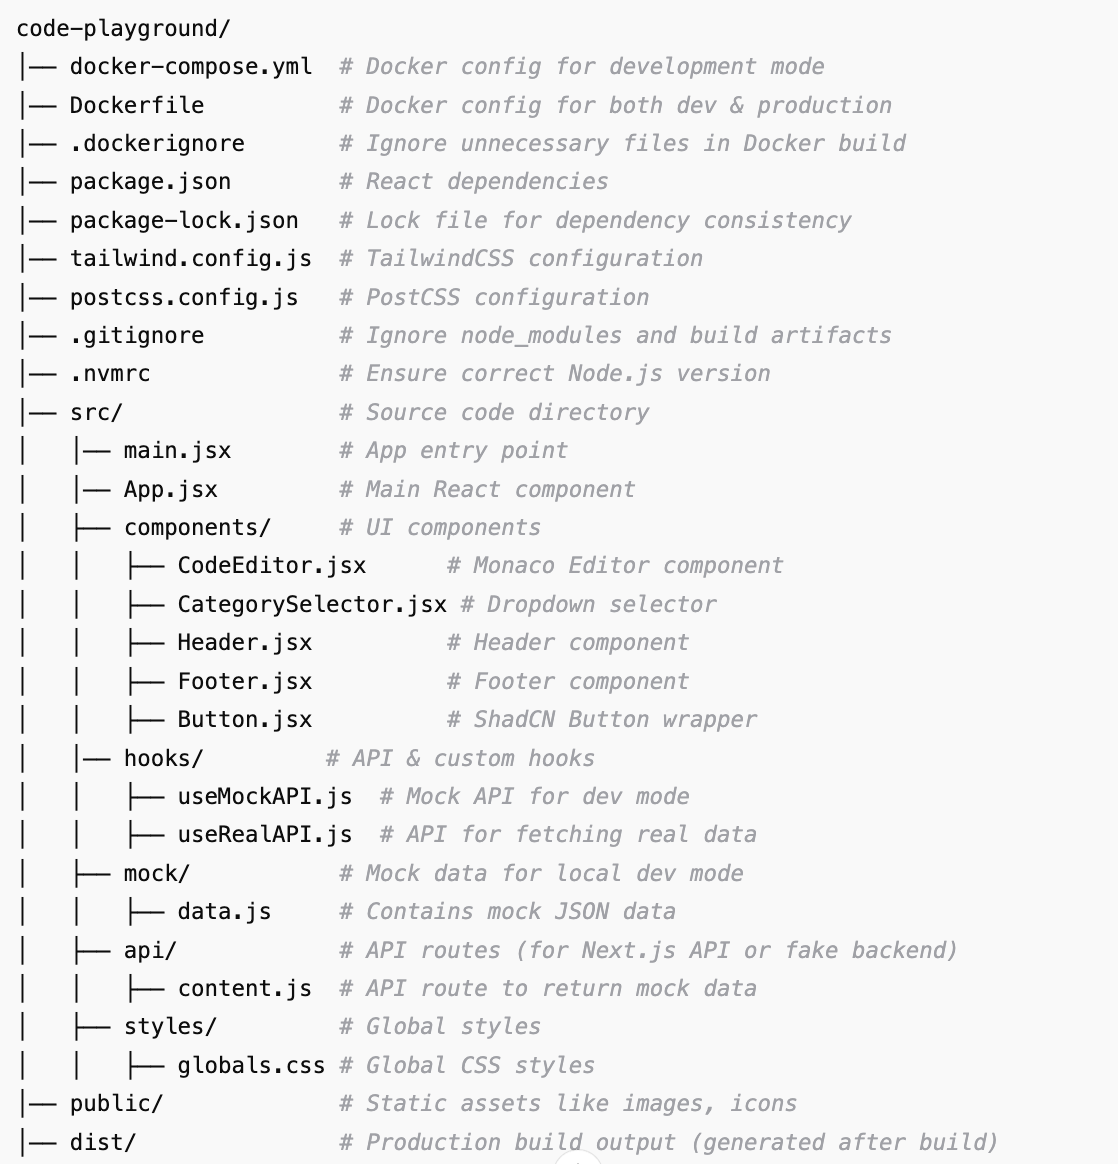 code-playground/
│── docker-compose.yml  # Docker config for development mode
│── Dockerfile          # Docker config for both dev & production
│── .dockerignore       # Ignore unnecessary files in Docker build
│── package.json        # React dependencies
│── package-lock.json   # Lock file for dependency consistency
│── tailwind.config.js  # TailwindCSS configuration
│── postcss.config.js   # PostCSS configuration
│── .gitignore          # Ignore node_modules and build artifacts
│── .nvmrc              # Ensure correct Node.js version
│── src/                # Source code directory
│   │── main.jsx        # App entry point
│   │── App.jsx         # Main React component
│   ├── components/     # UI components
│   │   ├── CodeEditor.jsx      # Monaco Editor component
│   │   ├── CategorySelector.jsx # Dropdown selector
│   │   ├── Header.jsx          # Header component
│   │   ├── Footer.jsx          # Footer component
│   │   ├── Button.jsx          # ShadCN Button wrapper
│   │── hooks/         # API & custom hooks
│   │   ├── useMockAPI.js  # Mock API for dev mode
│   │   ├── useRealAPI.js  # API for fetching real data
│   ├── mock/           # Mock data for local dev mode
│   │   ├── data.js     # Contains mock JSON data
│   ├── api/            # API routes (for Next.js API or fake backend)
│   │   ├── content.js  # API route to return mock data
│   ├── styles/         # Global styles
│   │   ├── globals.css # Global CSS styles
│── public/             # Static assets like images, icons
│── dist/               # Production build output (generated after build)